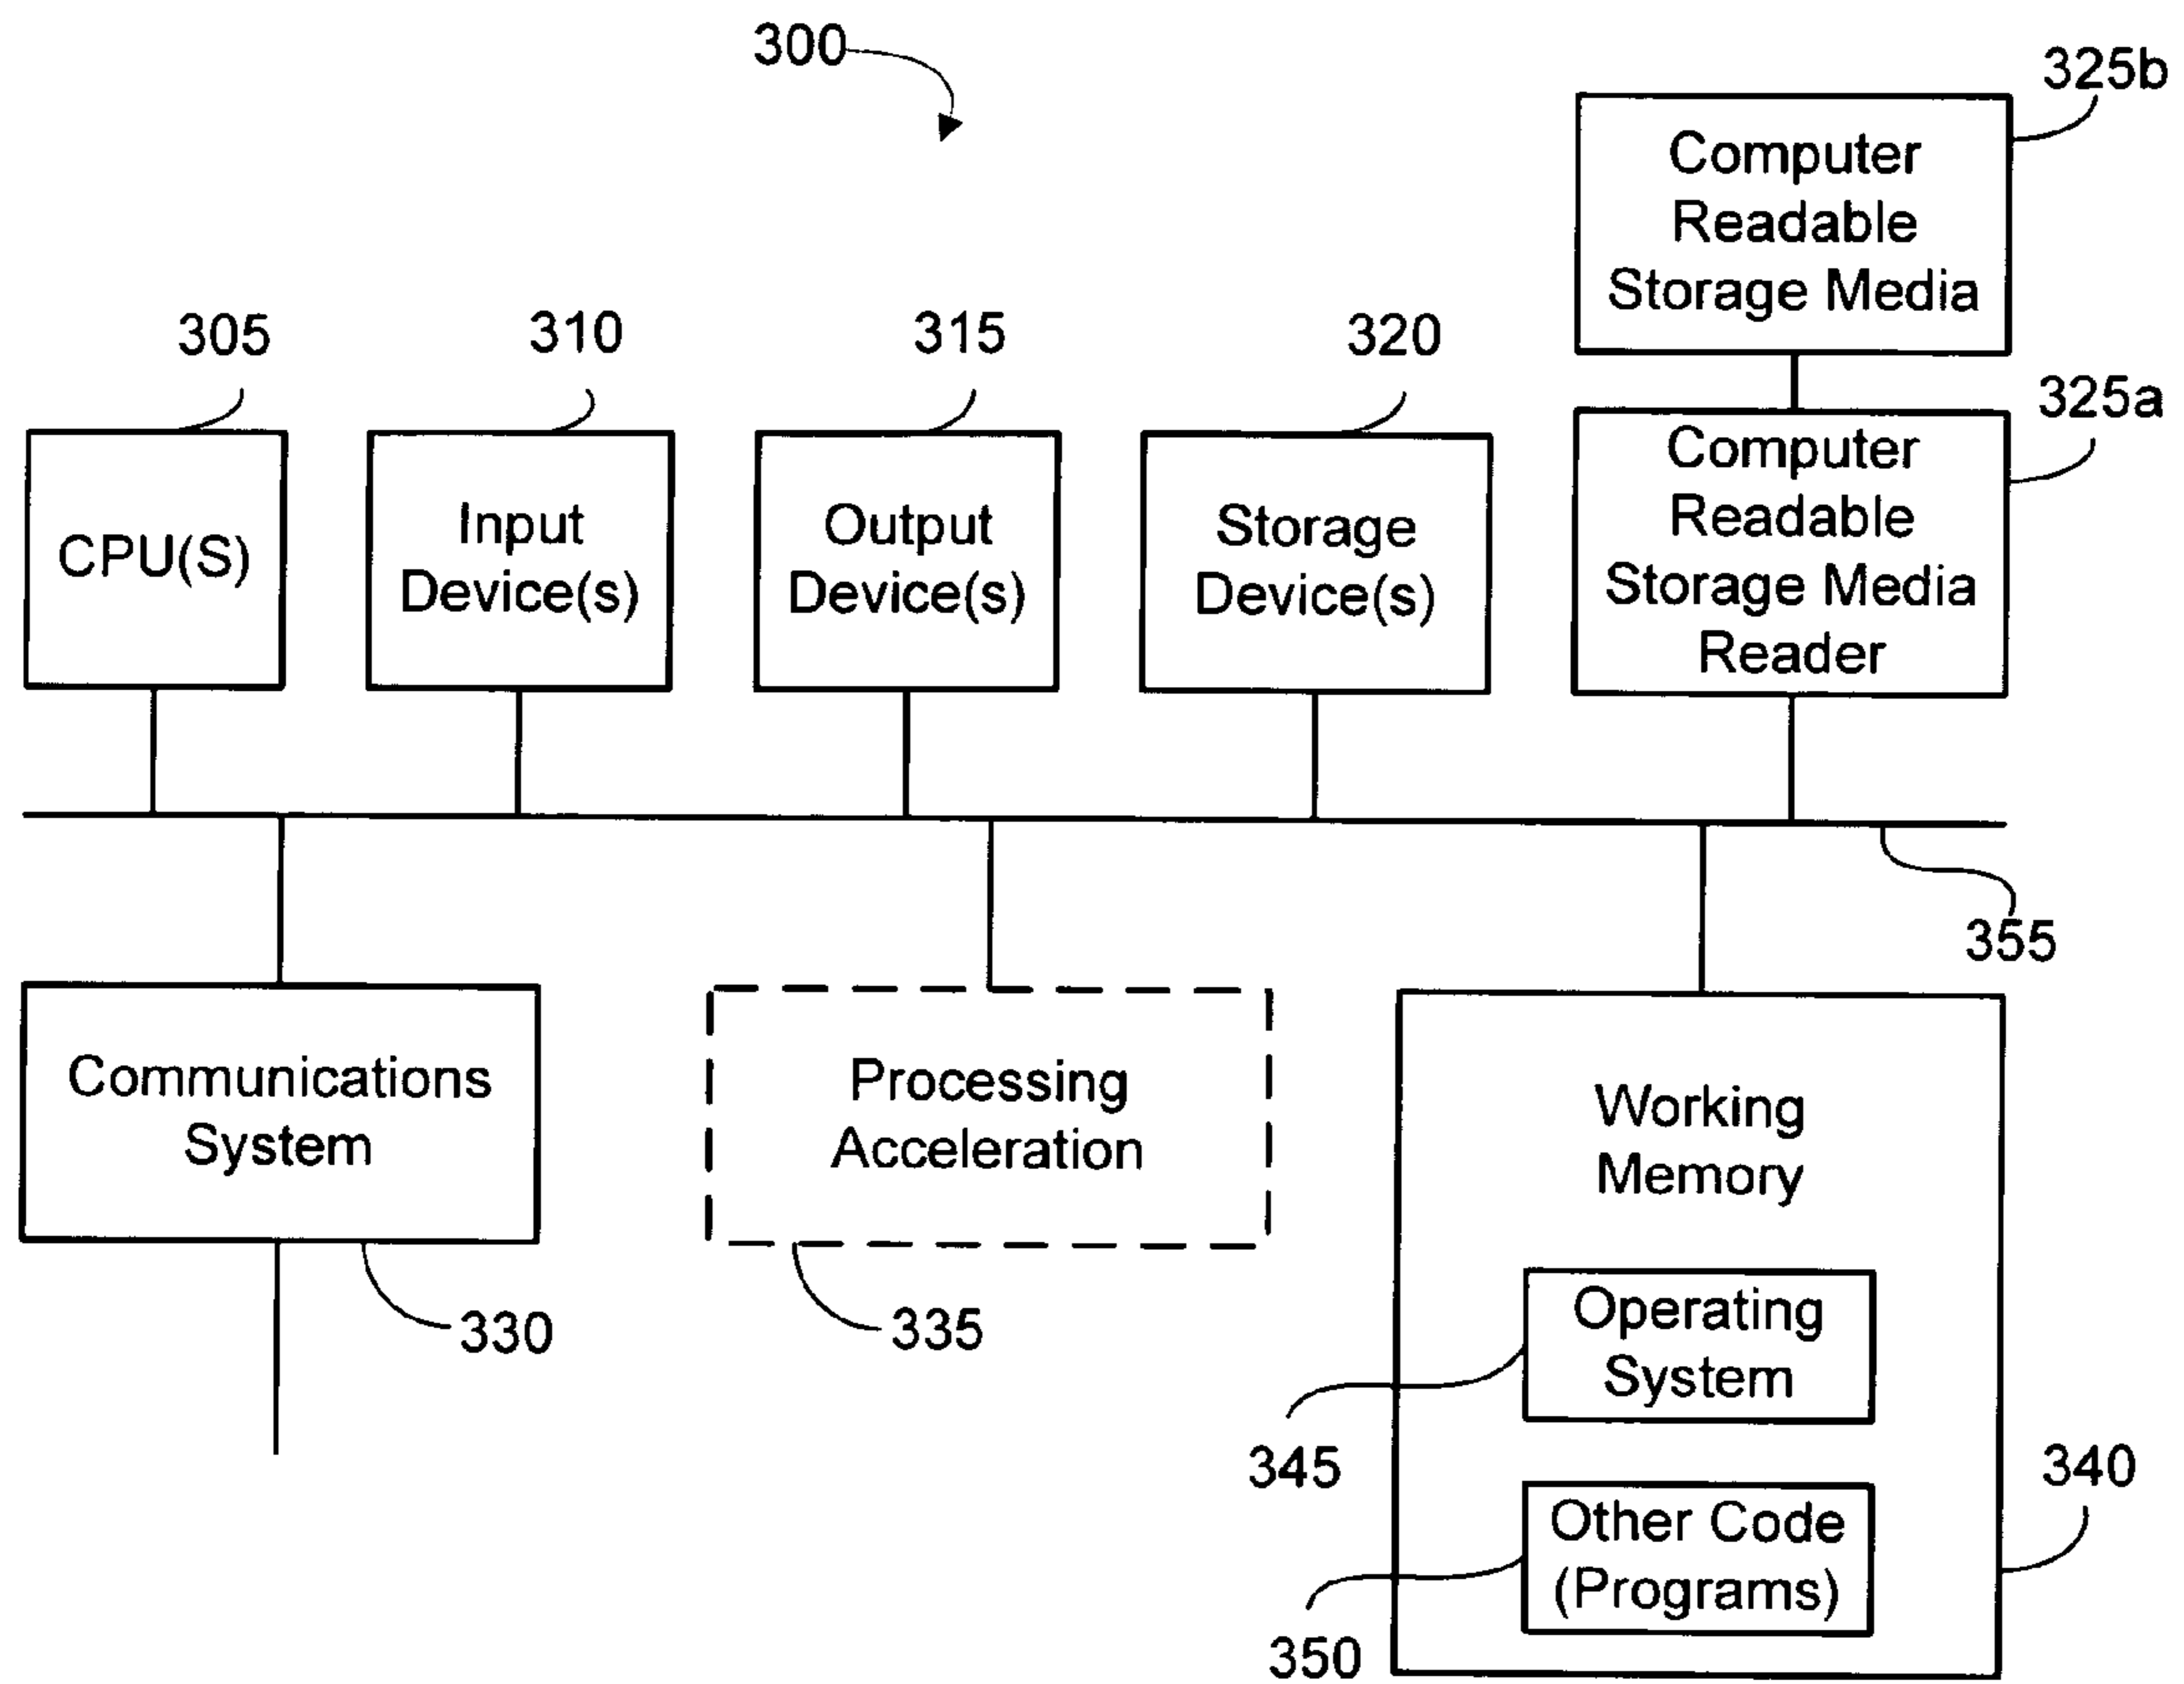 300
325b
Computer
Readable
Storage Media
305
310
315
320
325a
CPU(S)
Input
Device(s)
Output
Device(s)
Storage
Device(s)
Computer
Readable
Storage Media
Reader
355
Communications
System
Processing
Acceleration
Working
Memory
330
335
Operating
System
345
340
Other Code
(Programs)
350